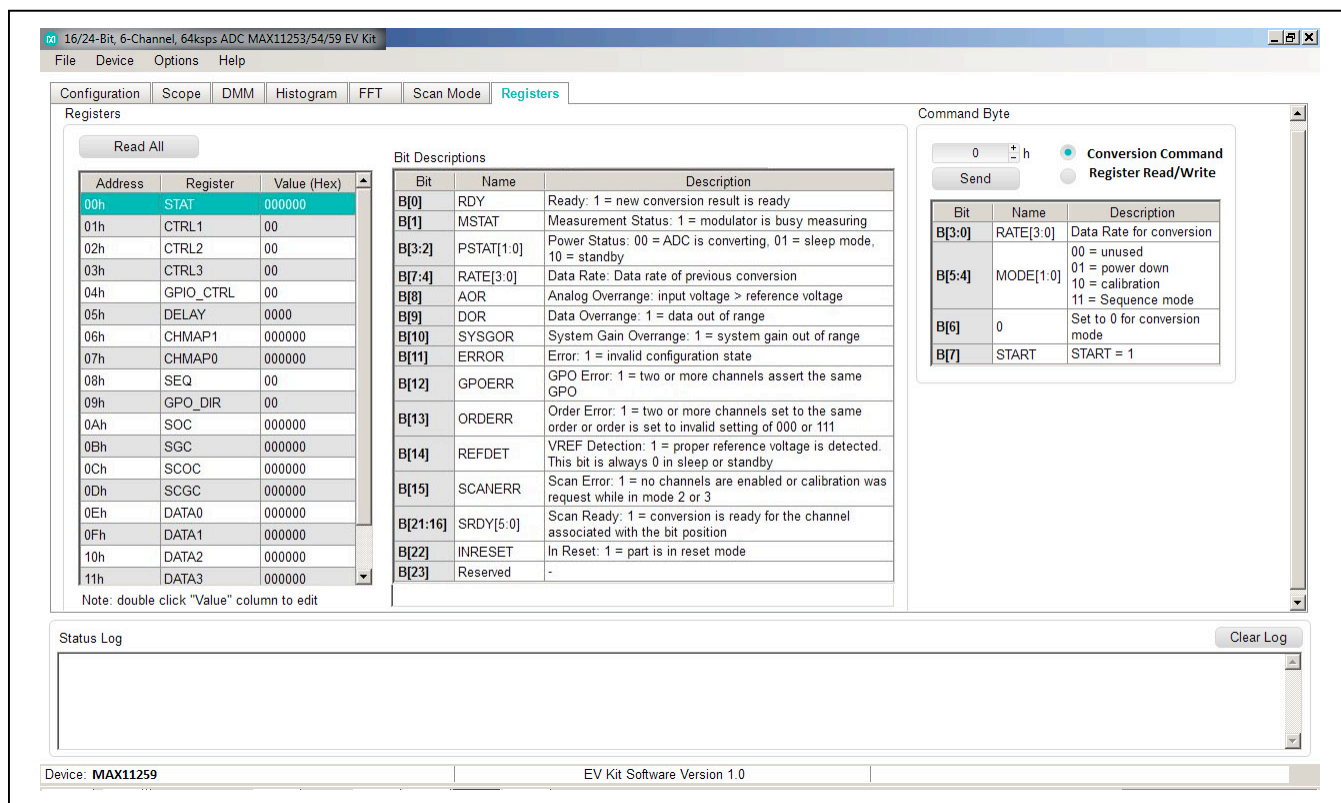 16/24-Bit, 6-Channel, 64ksps ADC MAX11253/54/59 EV Kit
File Device Options Help
Configuration Scope DMM Histogram FFT Scan Mode Registers
Registers
Read All
Address Register Value (Hex)
00h STAT 000000
01h CTRL1 00
02h CTRL2 00
03h CTRL3 00
04h GPIO_CTRL 00
05h DELAY 0000
06h CHMAP1 000000
07h CHMAP0 000000
08h SEQ 00
09h GPO_DIR 00
0Ah SOC 000000
0Bh SGC 000000
0Ch SCOC 000000
0Dh SCGC 000000
0Eh DATA0 000000
0Fh DATA1 000000
10h DATA2 000000
11h DATA3 000000
Note: double click "Value" column to edit
Bit Descriptions
Bit Name Description
B[0] RDY Ready: 1 = new conversion result is ready
B[1] MSTAT Measurement Status: 1 = modulator is busy measuring
B[3:2] PSTAT[1:0] Power Status: 00 = ADC is converting, 01 = sleep mode,
10 = standby
B[7:4] RATE[3:0] Data Rate: Data rate of previous conversion
B[8] AOR Analog Overrange: input voltage > reference voltage
B[9] DOR Data Overrange: 1 = data out of range
B[10] SYSGOR System Gain Overrange: 1 = system gain out of range
B[11] ERROR Error: 1 = invalid configuration state
B[12] GPOERR GPO Error: 1 = two or more channels assert the same
GPO
B[13] ORDERR Order Error: 1 = two or more channels set to the same
order or order is set to invalid setting of 000 or 111
B[14] REFDET VREF Detection: 1 = proper reference voltage is detected.
This bit is always 0 in sleep or standby
B[15] SCANERR Scan Error: 1 = no channels are enabled or calibration was
request while in mode 2 or 3
B[21:16] SRDY[5:0] Scan Ready: 1 = conversion is ready for the channel
associated with the bit position
B[22] INRESET In Reset: 1 = part is in reset mode
B[23] Reserved -
Command Byte
0 h Conversion Command
Send Register Read/Write
Bit Name Description
B[3:0] RATE[3:0] Data Rate for conversion
B[5:4] MODE[1:0] 00 = unused
01 = power down
10 = calibration
11 = Sequence mode
B[6] 0 Set to 0 for conversion
mode
B[7] START START = 1
Status Log
Clear Log
Device: MAX11259
EV Kit Software Version 1.0